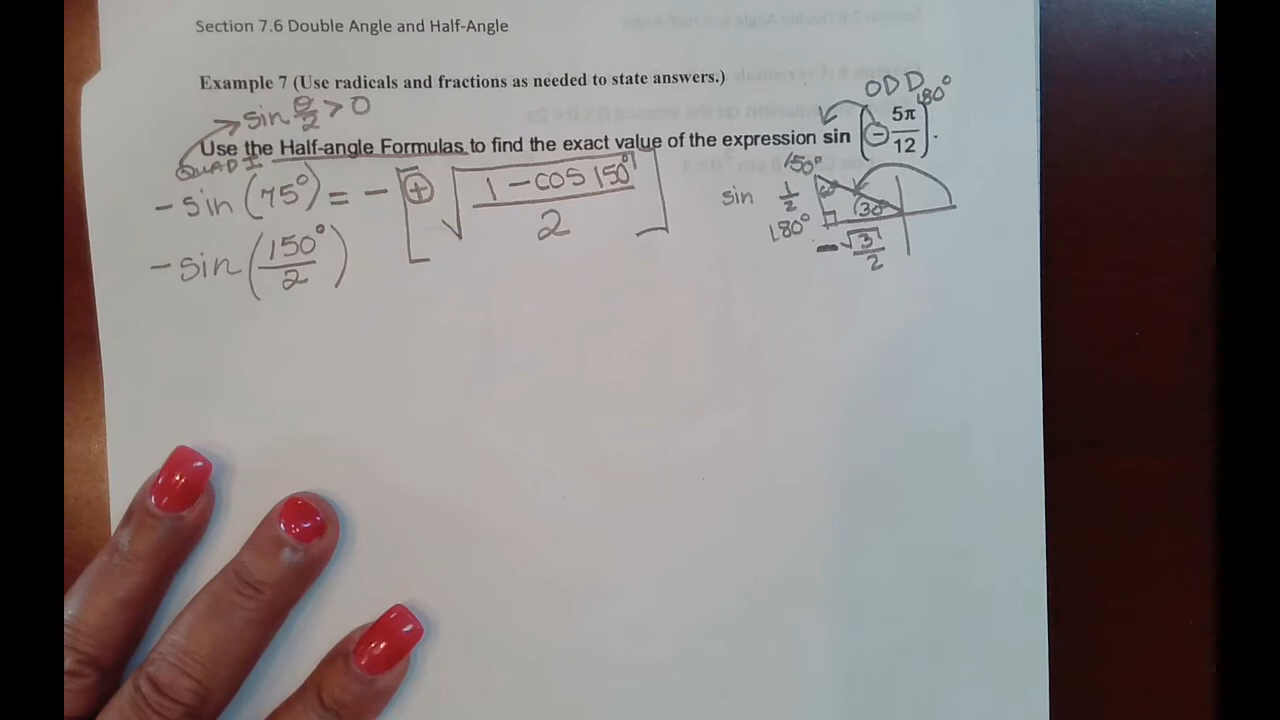 Section 7.6 Double Angle and Half-Angle
Example 7 (Use radicals and fractions as needed to state answers.)
ODD
180°
sin θ/2 > 0
Use the Half-angle Formulas to find the exact value of the expression sin (− 5π/12).
QUAD I
−sin(75°) = −[⊕ √((1 − cos 150°)/2)]
−sin(150°/2)
150°
sin 1/2
30°
180°
−√3/2